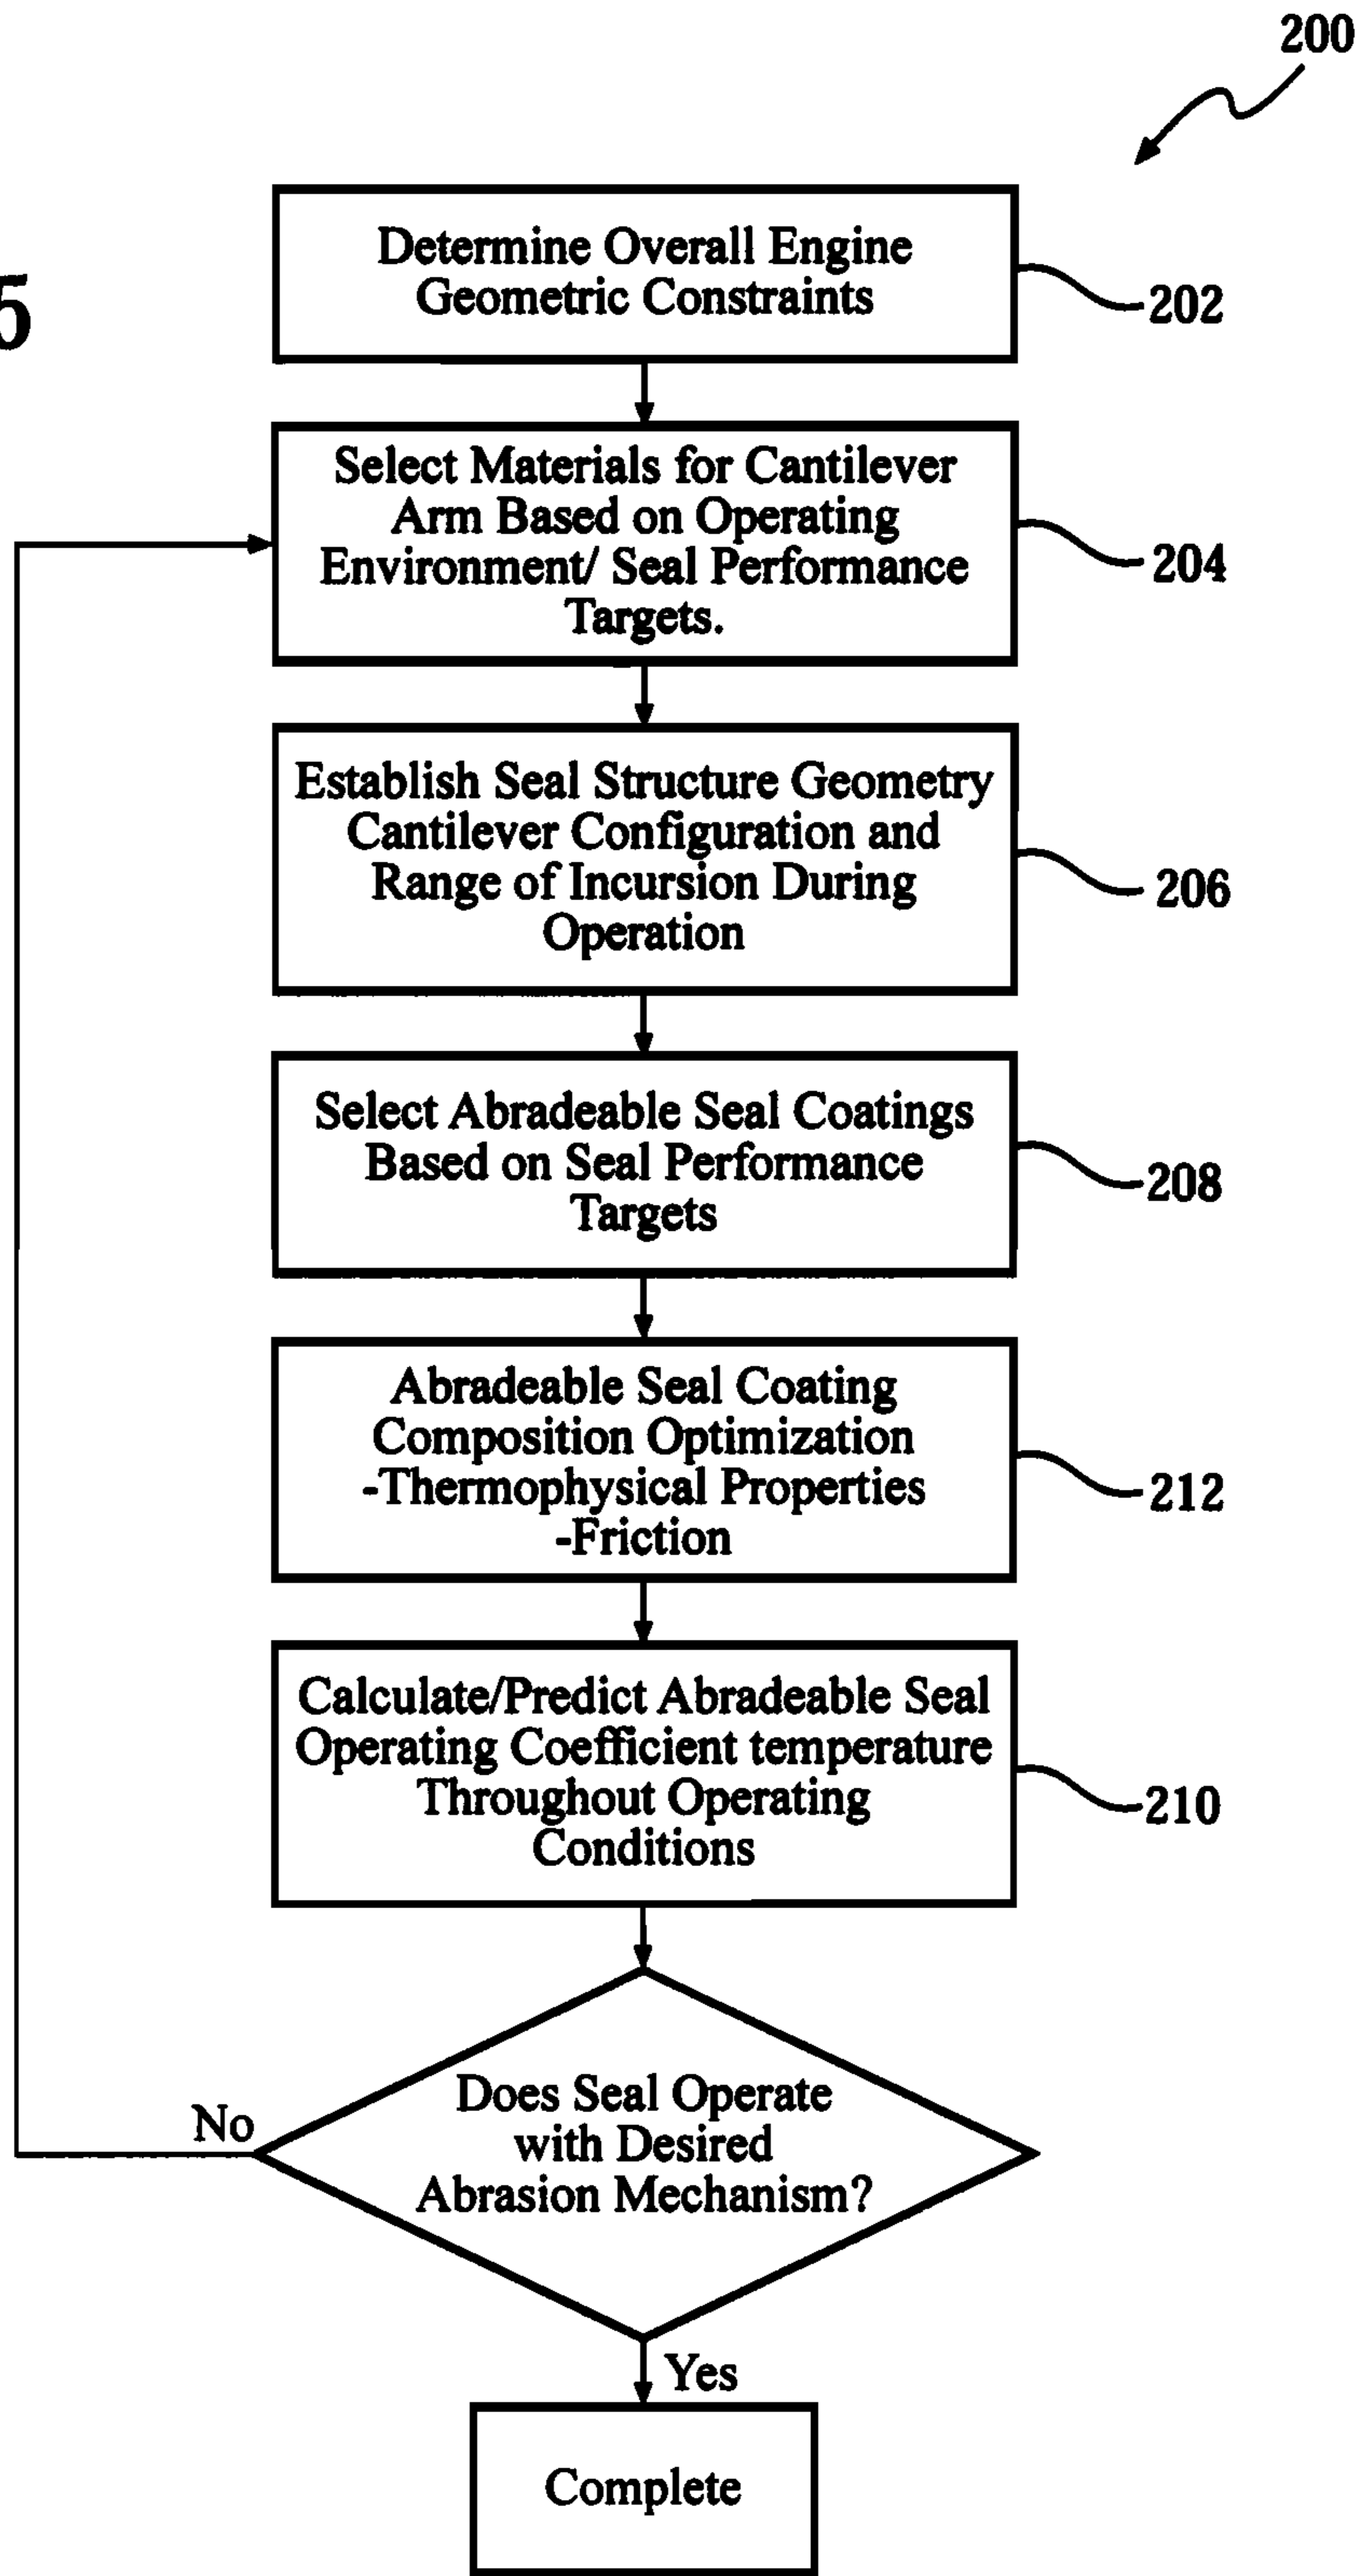 200
5
Determine Overall Engine
Geometric Constraints
202
Select Materials for Cantilever
Arm Based on Operating
Environment/ Seal Performance
Targets.
204
Establish Seal Structure Geometry
Cantilever Configuration and
Range of Incursion During
Operation
206
Select Abradeable Seal Coatings
Based on Seal Performance
Targets
208
Abradeable Seal Coating
Composition Optimization
-Thermophysical Properties
-Friction
212
Calculate/Predict Abradeable Seal
Operating Coefficient temperature
Throughout Operating
Conditions
210
Does Seal Operate
with Desired
Abrasion Mechanism?
No
Yes
Complete